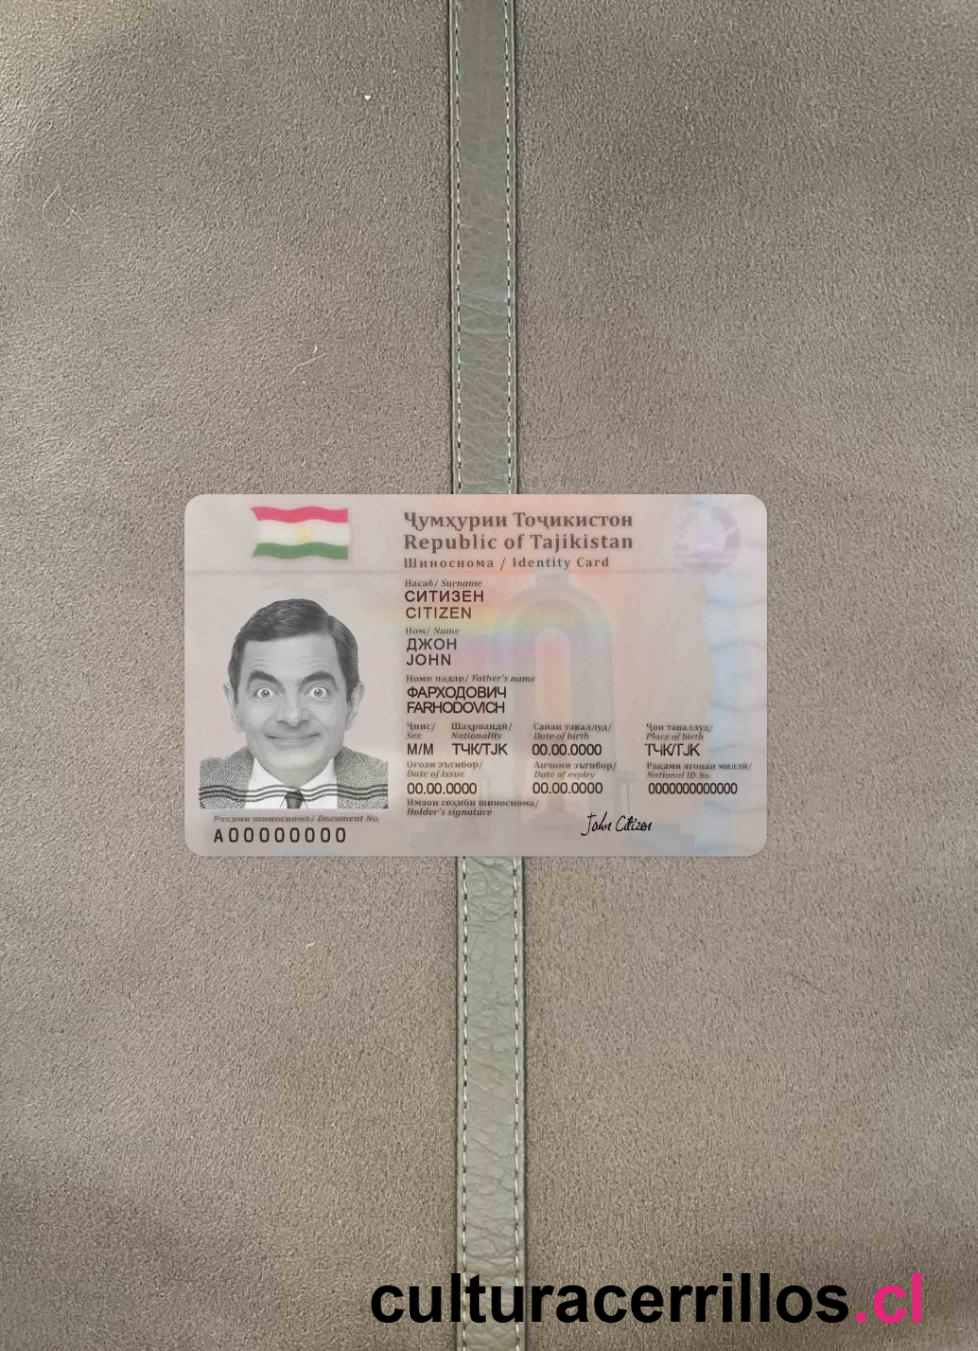 Ҷумҳурии Тоҷикистон
Republic of Tajikistan
Шиноснома / Identity Card
Насаб/ Surname
СИТИЗЕН
CITIZEN
Ном/ Name
ДЖОН
JOHN
Номи падар/ Father's name
ФАРХОДОВИЧ
FARHODOVICH
Ҷинс/ Шаҳрвандӣ/ Санаи таваллуд/ Ҷои таваллуд/
Sex Nationality Date of birth Place of birth
M/M ТҶК/TJK 00.00.0000 ТҶК/TJK
Оғози эътибор/ Анҷоми эътибор/ Рақами ягонаи миллӣ/
Date of issue Date of expiry National ID No.
00.00.0000 00.00.0000 0000000000000
Имзои соҳиби шиноснома/
Holder's signature
John Citizen
Рақами шиноснома/ Document No.
A00000000
culturacerrillos.cl